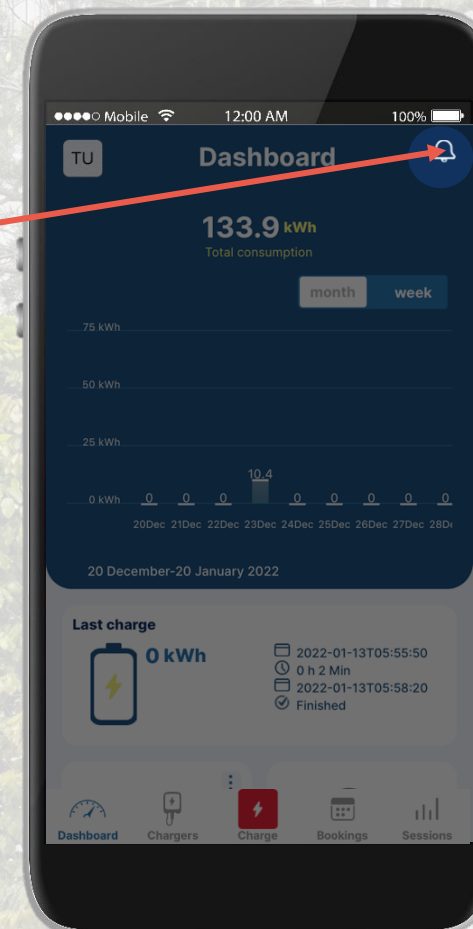 Mobile 12:00 AM 100%
TU Dashboard
133.9 kWh
Total consumption
month week
75 kWh
50 kWh
25 kWh
10.4
0 kWh 0 0 0 0 0 0 0 0
20Dec 21Dec 22Dec 23Dec 24Dec 25Dec 26Dec 27Dec 28D
20 December-20 January 2022
Last charge
0 kWh
2022-01-13T05:55:50
0 h 2 Min
2022-01-13T05:58:20
Finished
Dashboard Chargers Charge Bookings Sessions